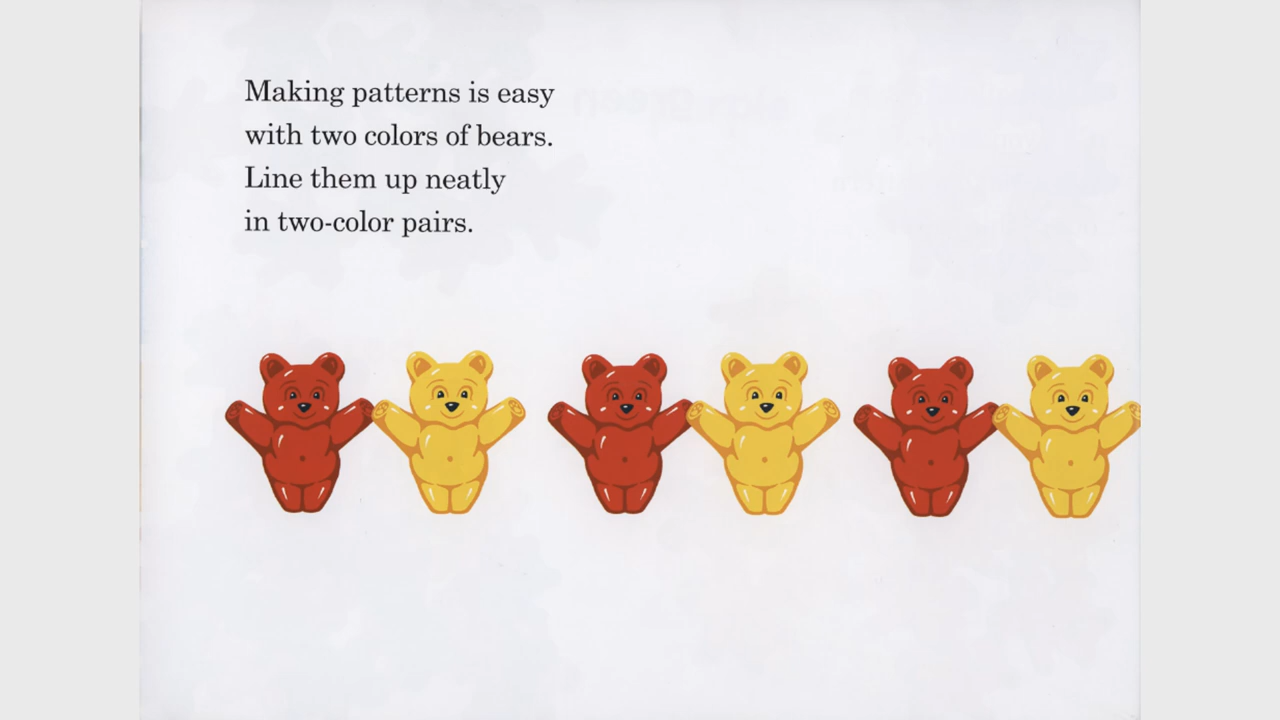 Making patterns is easy
with two colors of bears.
Line them up neatly
in two-color pairs.